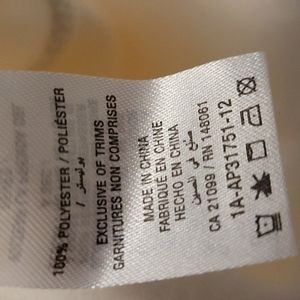 100% POLYESTER / POLIÉSTER
بوليستر /
EXCLUSIVE OF TRIMS
GARNITURES NON COMPRISES
MADE IN CHINA
FABRIQUÉ EN CHINE
HECHO EN CHINA
صنع في الصين
CA 21099 / RN 148061
1A-AP31751-12